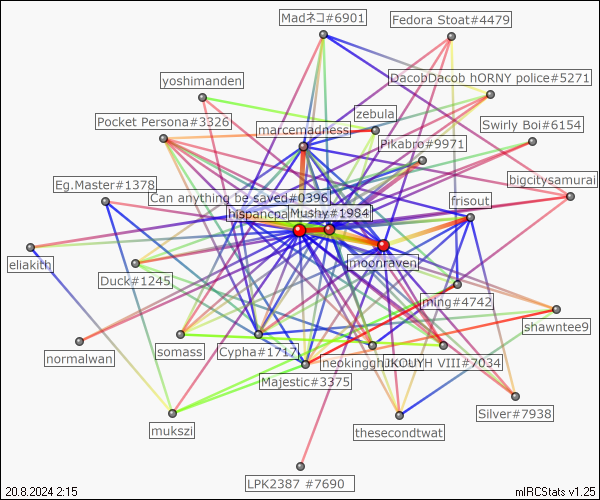 Madネコ#6901
Fedora Stoat#4479
DacobDacob hORNY police#5271
yoshimanden
zebula
Pocket Persona#3326
marcemadness
Swirly Boi#6154
Pikabro#9971
Eg.Master#1378
bigcitysamurai
Can anything be saved#0396
frisout
hispancpa
Mushy#1984
eliakith
moonraven
Duck#1245
ming#4742
shawntee9
normalwan
somass
Cypha#1717
neokinggh
VIII#7034
Majestic#3375
Silver#7938
mukszi
thesecondtwat
LPK2387 #7690
20.8.2024 2:15
mIRCStats v1.25